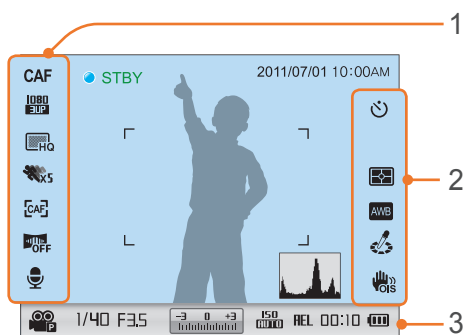 1
CAF
STBY
2011/07/01 10:00AM
1080
30P
HQ
X5
CAF
OFF
AWB
OIS
2
P
1/40 F3.5
-3 0 +3
ISO
AUTO
REL 00:10
3